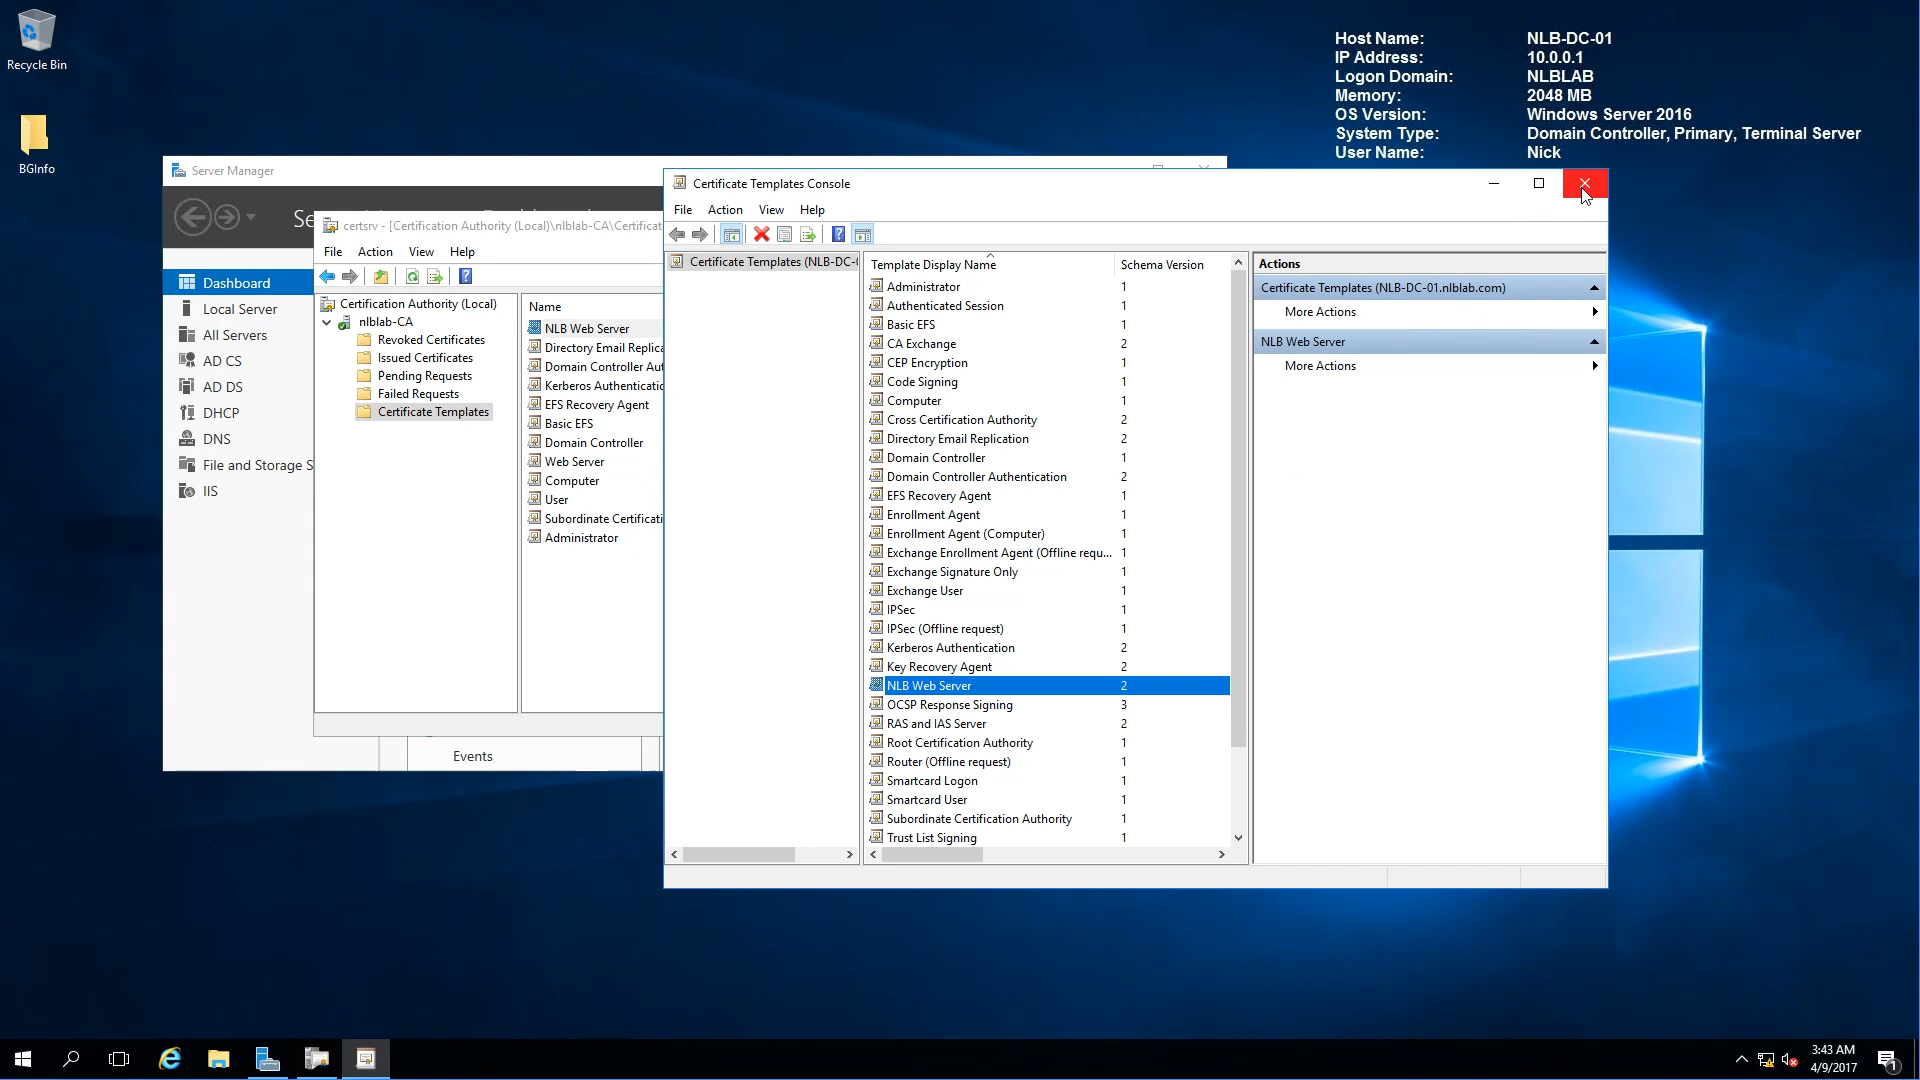 Recycle Bin
BGInfo
Host Name: NLB-DC-01
IP Address: 10.0.0.1
Logon Domain: NLBLAB
Memory: 2048 MB
OS Version: Windows Server 2016
System Type: Domain Controller, Primary, Terminal Server
User Name: Nick
Server Manager
Dashboard
Local Server
All Servers
AD CS
AD DS
DHCP
DNS
File and Storage S
IIS
Events
certsrv - [Certification Authority (Local)\nlblab-CA\Certificat
File Action View Help
Certification Authority (Local)
nlblab-CA
Revoked Certificates
Issued Certificates
Pending Requests
Failed Requests
Certificate Templates
Name
NLB Web Server
Directory Email Replica
Domain Controller Aut
Kerberos Authenticatio
EFS Recovery Agent
Basic EFS
Domain Controller
Web Server
Computer
User
Subordinate Certificati
Administrator
Certificate Templates Console
File Action View Help
Certificate Templates (NLB-DC-
Template Display Name Schema Version
Administrator 1
Authenticated Session 1
Basic EFS 1
CA Exchange 2
CEP Encryption 1
Code Signing 1
Computer 1
Cross Certification Authority 2
Directory Email Replication 2
Domain Controller 1
Domain Controller Authentication 2
EFS Recovery Agent 1
Enrollment Agent 1
Enrollment Agent (Computer) 1
Exchange Enrollment Agent (Offline requ... 1
Exchange Signature Only 1
Exchange User 1
IPSec 1
IPSec (Offline request) 1
Kerberos Authentication 2
Key Recovery Agent 2
NLB Web Server 2
OCSP Response Signing 3
RAS and IAS Server 2
Root Certification Authority 1
Router (Offline request) 1
Smartcard Logon 1
Smartcard User 1
Subordinate Certification Authority 1
Trust List Signing 1
Actions
Certificate Templates (NLB-DC-01.nlblab.com)
More Actions
NLB Web Server
More Actions
3:43 AM
4/9/2017
1